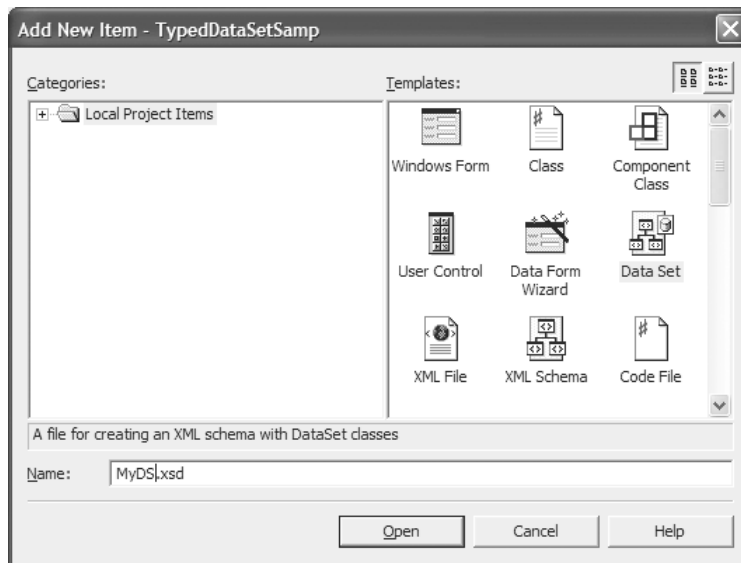 Add New Item - TypedDataSetSamp
Categories:
Templates:
Local Project Items
Windows Form
Class
Component
Class
User Control
Data Form
Wizard
Data Set
XML File
XML Schema
Code File
A file for creating an XML schema with DataSet classes
Name:
MyDS.xsd
Open
Cancel
Help